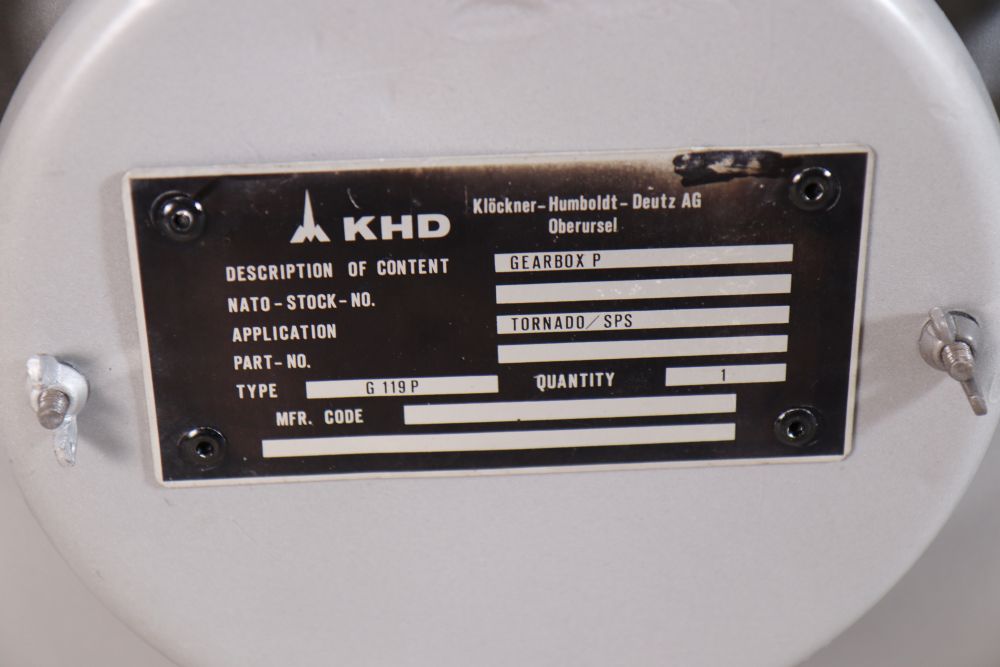 KHD
Klöckner-Humboldt-Deutz AG
Oberursel
DESCRIPTION OF CONTENT GEARBOX P
NATO-STOCK-NO.
APPLICATION TORNADO/SPS
PART-NO.
TYPE G 119 P QUANTITY 1
MFR. CODE